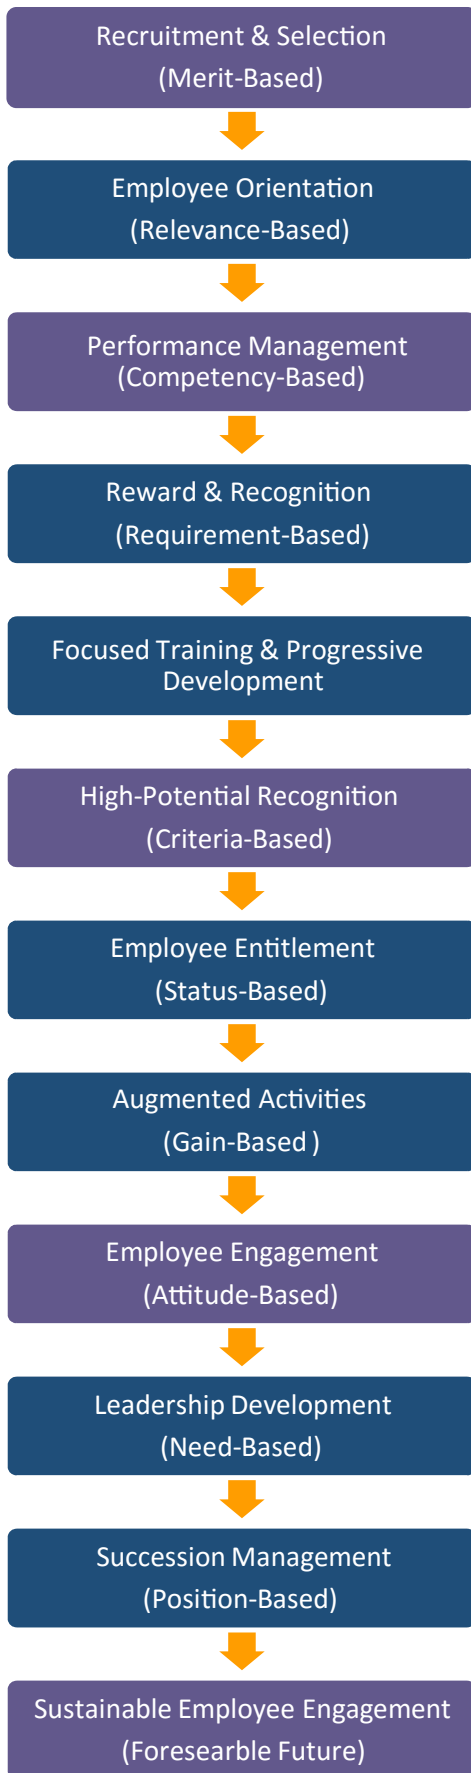 Recruitment & Selection
(Merit-Based)
Employee Orientation
(Relevance-Based)
Performance Management
(Competency-Based)
Reward & Recognition
(Requirement-Based)
Focused Training & Progressive
Development
High-Potential Recognition
(Criteria-Based)
Employee Entitlement
(Status-Based)
Augmented Activities
(Gain-Based )
Employee Engagement
(Attitude-Based)
Leadership Development
(Need-Based)
Succession Management
(Position-Based)
Sustainable Employee Engagement
(Foresearble Future)